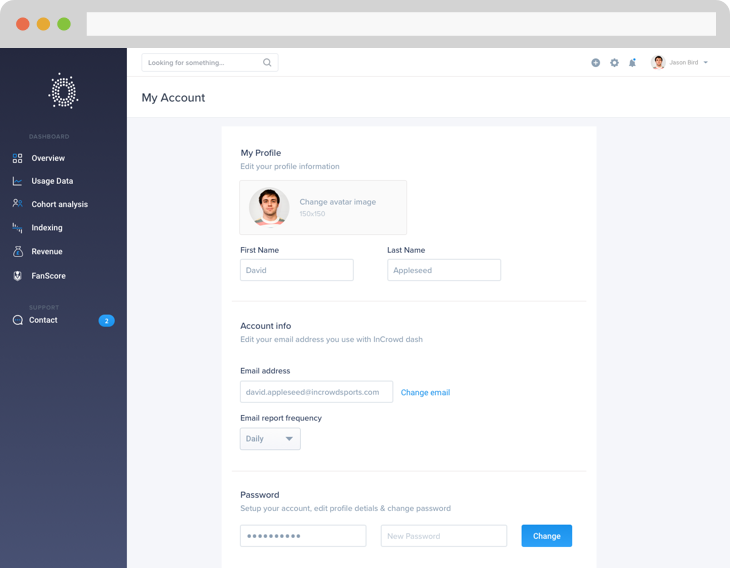 Looking for something...
Jason Bird
My Account
DASHBOARD
Overview
Usage Data
Cohort analysis
Indexing
Revenue
FanScore
SUPPORT
Contact
2
My Profile
Edit your profile information
Change avatar image
150x150
First Name
Last Name
David
Appleseed
Account info
Edit your email address you use with InCrowd dash
Email address
david.appleseed@incrowdsports.com
Change email
Email report frequency
Daily
Password
Setup your account, edit profile detials & change password
New Password
Change